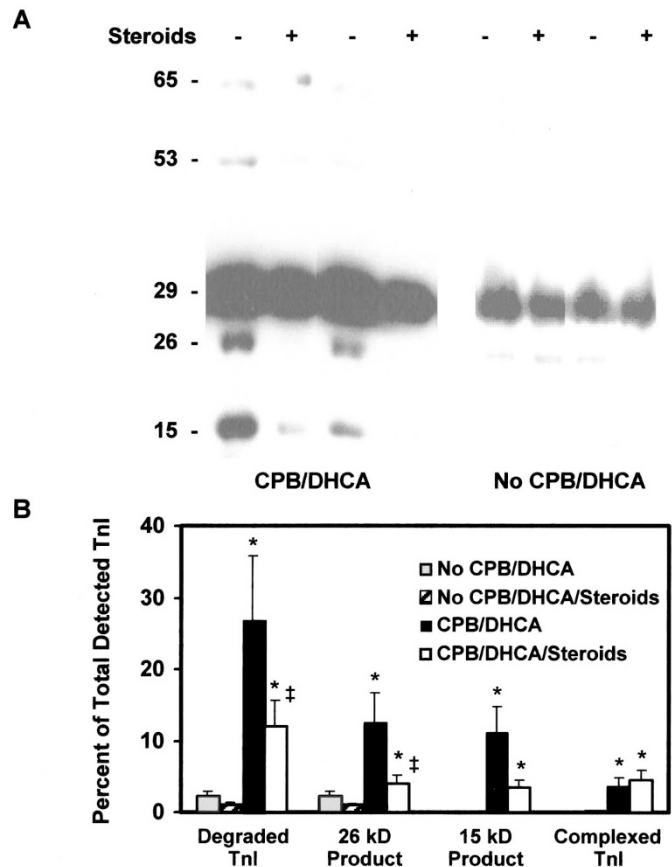 A
Steroids - + - + - + - +
65 -
53 -
29 -
26 -
15 -
CPB/DHCA No CPB/DHCA
B
Percent of Total Detected TnI
40
30
20
10
0
No CPB/DHCA
No CPB/DHCA/Steroids
CPB/DHCA
CPB/DHCA/Steroids
*
* ‡
*
* ‡
*
*
* *
Degraded TnI
26 kD Product
15 kD Product
Complexed TnI